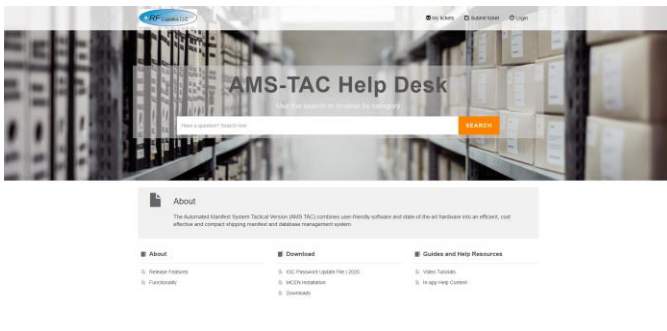 RF Logistics LLC
My tickets Submit ticket Login
AMS-TAC Help Desk
Use the search or browse by category
Have a question? Search now
SEARCH
About
The Automated Manifest System Tactical Version (AMS TAC) combines user-friendly software and state-of-the-art hardware into an efficient, cost
effective and compact shipping manifest and database management system.
About
Release Features
Functionality
Download
IGC Password Update File | 2020
MCEN Installation
Downloads
Guides and Help Resources
Video Tutorials
In-app Help Content